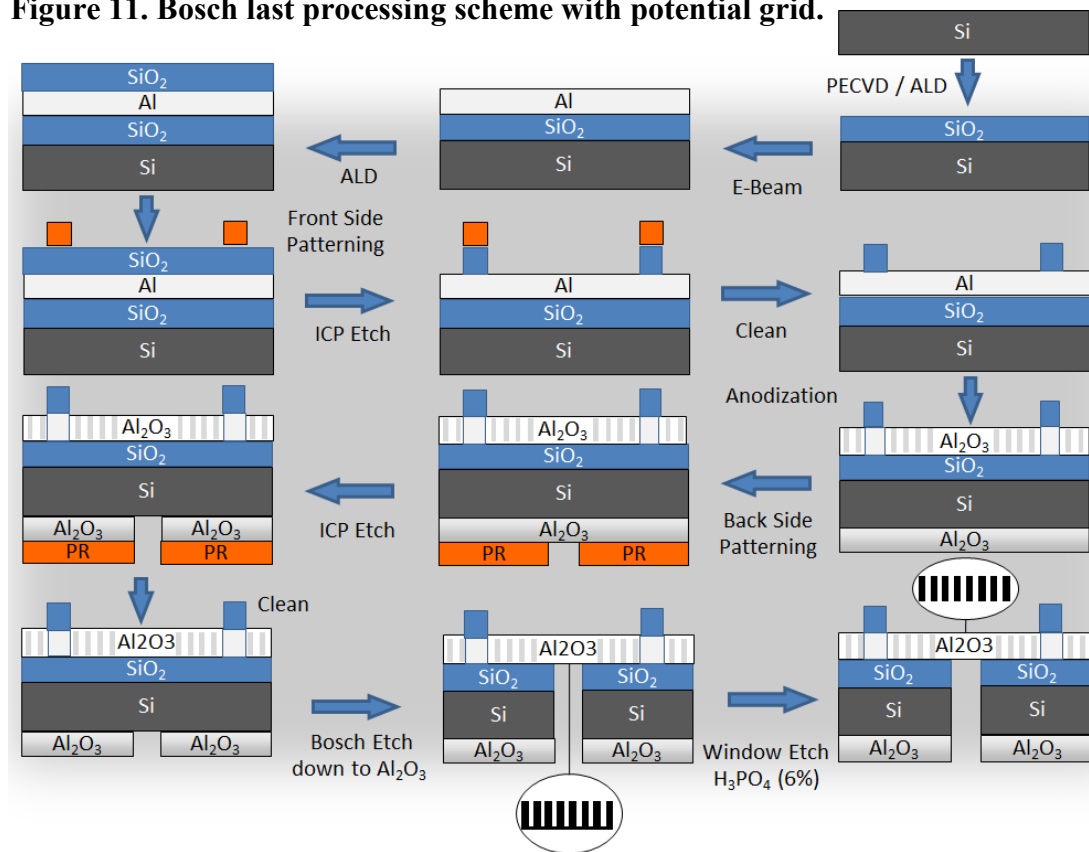 Figure 11. Bosch last processing scheme with potential grid.
Si
PECVD / ALD
SiO₂
Si
E-Beam
Al
SiO₂
Si
ALD
SiO₂
Al
SiO₂
Si
Front Side
Patterning
SiO₂
Al
SiO₂
Si
ICP Etch
Al
SiO₂
Si
Clean
Al
SiO₂
Si
Anodization
Al₂O₃
SiO₂
Si
Al₂O₃
Back Side
Patterning
Al₂O₃
SiO₂
Si
Al₂O₃
PR PR
ICP Etch
Al₂O₃
SiO₂
Si
Al₂O₃ Al₂O₃
PR PR
Clean
Al2O3
SiO₂
Si
Al₂O₃ Al₂O₃
Bosch Etch
down to Al₂O₃
Al2O3
SiO₂ SiO₂
Si Si
Al₂O₃ Al₂O₃
Window Etch
H₃PO₄ (6%)
Al2O3
SiO₂ SiO₂
Si Si
Al₂O₃ Al₂O₃